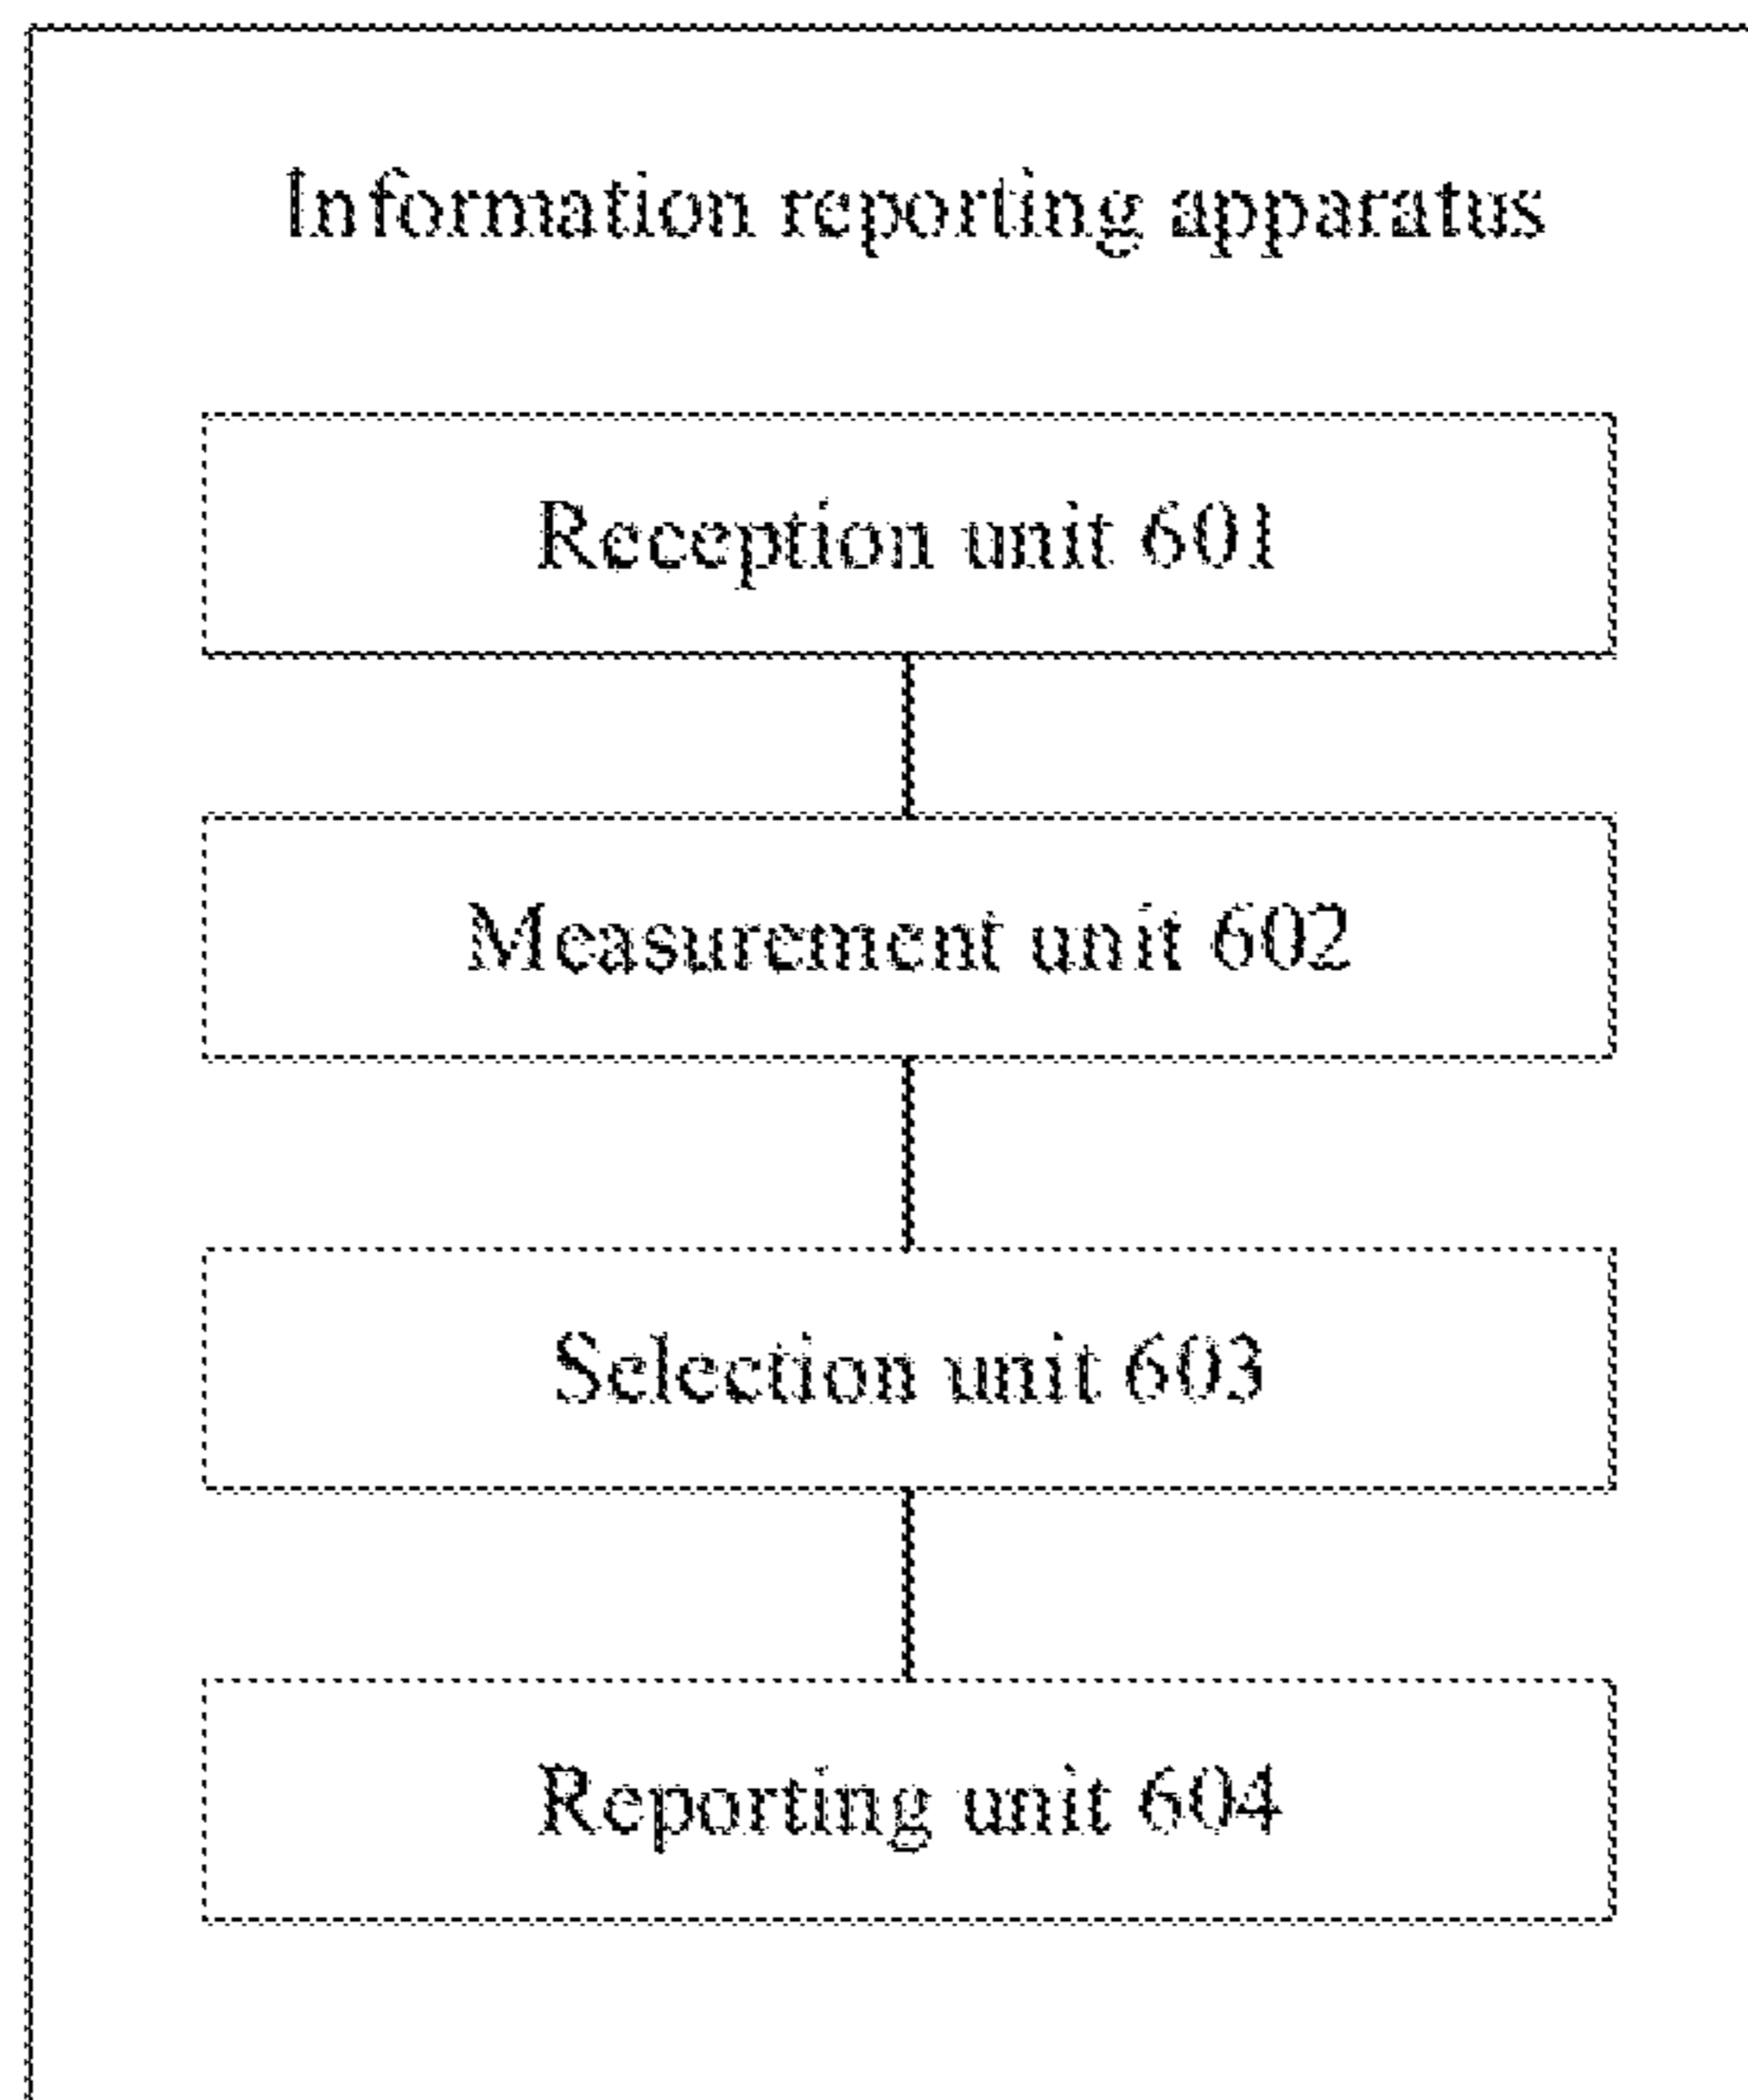 Information reporting apparatus
Reception unit 601
Measurement unit 602
Selection unit 603
Reporting unit 604